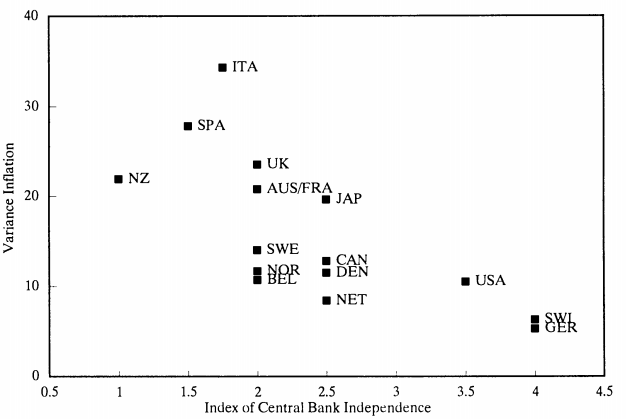 40
ITA
30
SPA
UK
NZ
AUS/FRA
20
JAP
Variance Inflation
SWE
CAN
NOR
DEN
BEL
USA
10
NET
SWI
GER
0
0.5 1 1.5 2 2.5 3 3.5 4 4.5
Index of Central Bank Independence